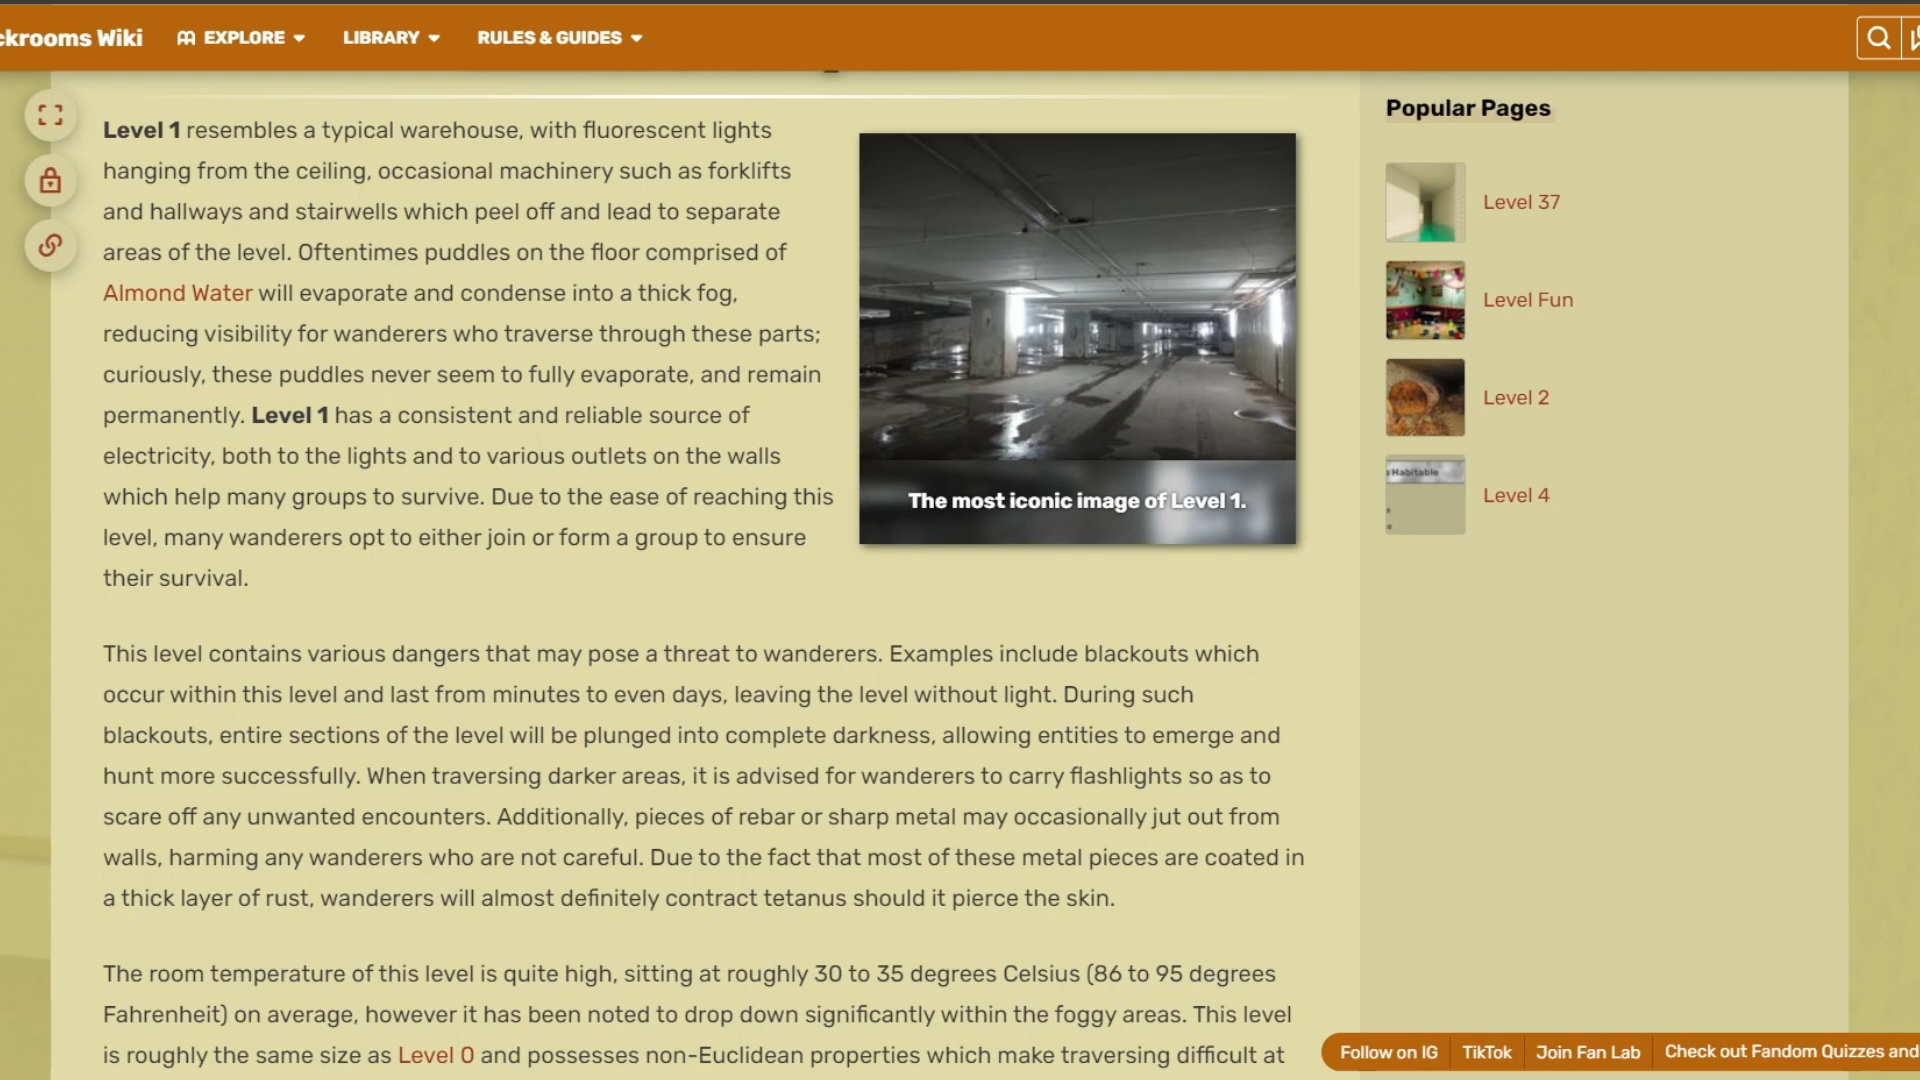 ckrooms Wiki EXPLORE LIBRARY RULES & GUIDES
Level 1 resembles a typical warehouse, with fluorescent lights
hanging from the ceiling, occasional machinery such as forklifts
and hallways and stairwells which peel off and lead to separate
areas of the level. Oftentimes puddles on the floor comprised of
Almond Water will evaporate and condense into a thick fog,
reducing visibility for wanderers who traverse through these parts;
curiously, these puddles never seem to fully evaporate, and remain
permanently. Level 1 has a consistent and reliable source of
electricity, both to the lights and to various outlets on the walls
which help many groups to survive. Due to the ease of reaching this
level, many wanderers opt to either join or form a group to ensure
their survival.
The most iconic image of Level 1.
This level contains various dangers that may pose a threat to wanderers. Examples include blackouts which
occur within this level and last from minutes to even days, leaving the level without light. During such
blackouts, entire sections of the level will be plunged into complete darkness, allowing entities to emerge and
hunt more successfully. When traversing darker areas, it is advised for wanderers to carry flashlights so as to
scare off any unwanted encounters. Additionally, pieces of rebar or sharp metal may occasionally jut out from
walls, harming any wanderers who are not careful. Due to the fact that most of these metal pieces are coated in
a thick layer of rust, wanderers will almost definitely contract tetanus should it pierce the skin.
The room temperature of this level is quite high, sitting at roughly 30 to 35 degrees Celsius (86 to 95 degrees
Fahrenheit) on average, however it has been noted to drop down significantly within the foggy areas. This level
is roughly the same size as Level 0 and possesses non-Euclidean properties which make traversing difficult at
Popular Pages
Level 37
Level Fun
Level 2
Habitable
Level 4
Follow on IG TikTok Join Fan Lab Check out Fandom Quizzes and